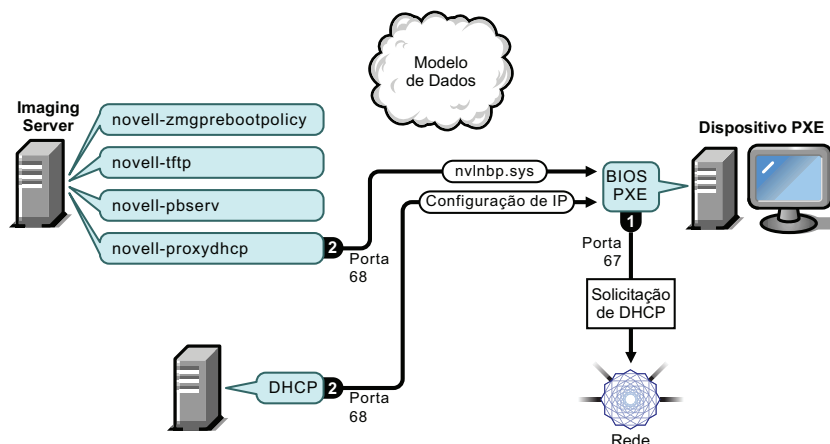 Modelo
de Dados
Imaging
Server
novell-zmgprebootpolicy
novell-tftp
novell-pbserv
novell-proxydhcp
2
Porta
68
nvlnbp.sys
Configuração de IP
BIOS
PXE
1
Dispositivo PXE
Porta
67
Solicitação
de DHCP
DHCP
2
Porta
68
Rede